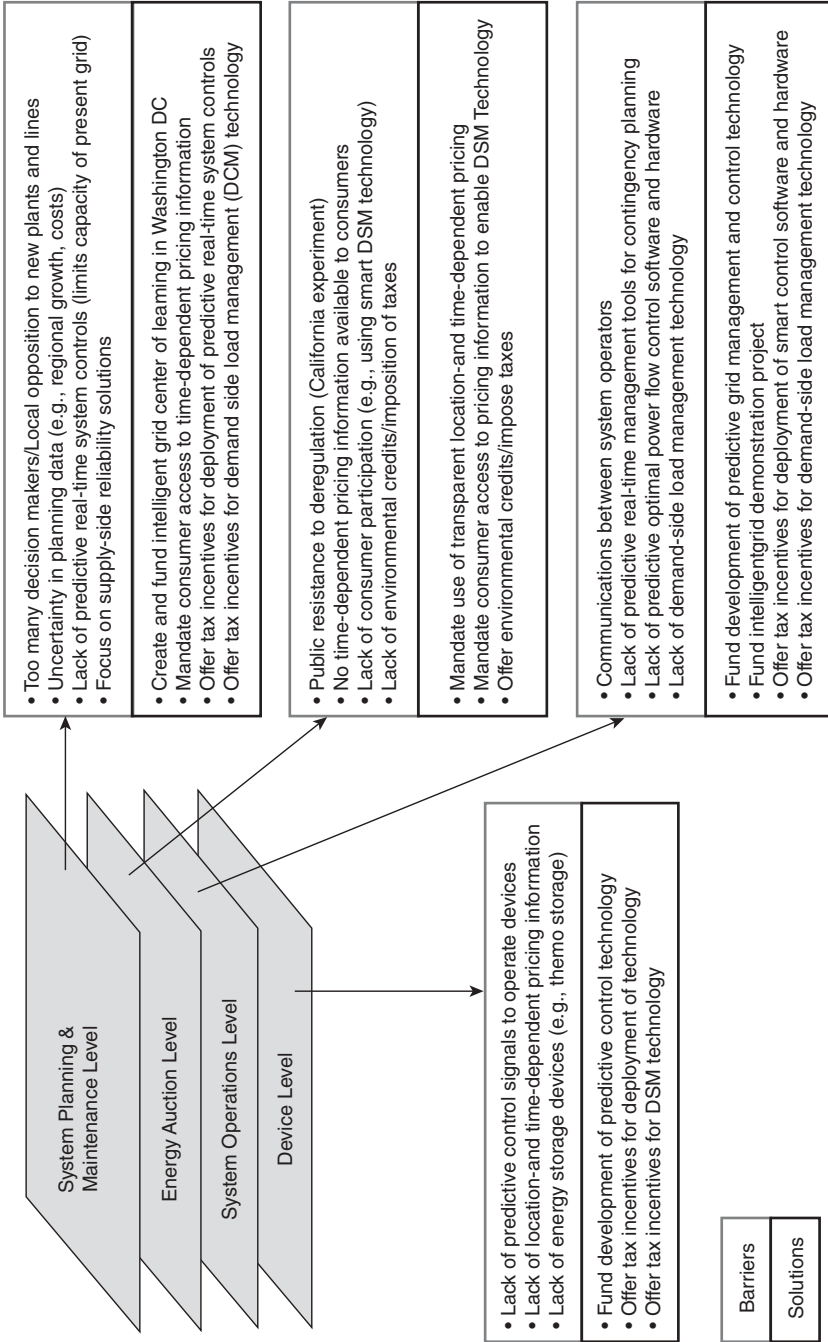 System Planning &
Maintenance Level
Energy Auction Level
System Operations Level
Device Level
• Too many decision makers/Local opposition to new plants and lines
• Uncertainty in planning data (e.g., regional growth, costs)
• Lack of predictive real-time system controls (limits capacity of present grid)
• Focus on supply-side reliability solutions
• Create and fund intelligent grid center of learning in Washington DC
• Mandate consumer access to time-dependent pricing information
• Offer tax incentives for deployment of predictive real-time system controls
• Offer tax incentives for demand side load management (DCM) technology
• Public resistance to deregulation (California experiment)
• No time-dependent pricing information available to consumers
• Lack of consumer participation (e.g., using smart DSM technology)
• Lack of environmental credits/imposition of taxes
• Mandate use of transparent location-and time-dependent pricing
• Mandate consumer access to pricing information to enable DSM Technology
• Offer environmental credits/impose taxes
• Communications between system operators
• Lack of predictive real-time management tools for contingency planning
• Lack of predictive optimal power flow control software and hardware
• Lack of demand-side load management technology
• Fund development of predictive grid management and control technology
• Fund intelligentgrid demonstration project
• Offer tax incentives for deployment of smart control software and hardware
• Offer tax incentives for demand-side load management technology
• Lack of predictive control signals to operate devices
• Lack of location-and time-dependent pricing information
• Lack of energy storage devices (e.g., themo storage)
• Fund development of predictive control technology
• Offer tax incentives for deployment of technology
• Offer tax incentives for DSM technology
Barriers
Solutions